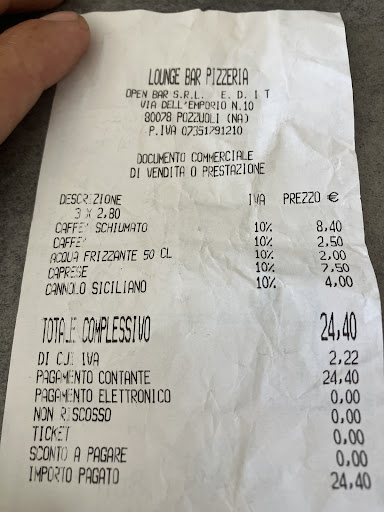 LOUNGE BAR PIZZERIA
OPEN BAR S.R.L. E. D. I T
VIA DELL'EMPORIO N.10
80078 POZZUOLI (NA)
P.IVA 07351791210
DOCUMENTO COMMERCIALE
DI VENDITA O PRESTAZIONE
DESCRIZIONE IVA PREZZO €
3 X 2,80
CAFFE' SCHIUMATO 10% 8,40
CAFFE' 10% 2,50
ACQUA FRIZZANTE 50 CL 10% 2,00
CAPRESE 10% 7,50
CANNOLO SICILIANO 10% 4,00
TOTALE COMPLESSIVO 24,40
DI CUI IVA 2,22
PAGAMENTO CONTANTE 24,40
PAGAMENTO ELETTRONICO 0,00
NON RISCOSSO 0,00
TICKET 0,00
SCONTO A PAGARE 0,00
IMPORTO PAGATO 24,40